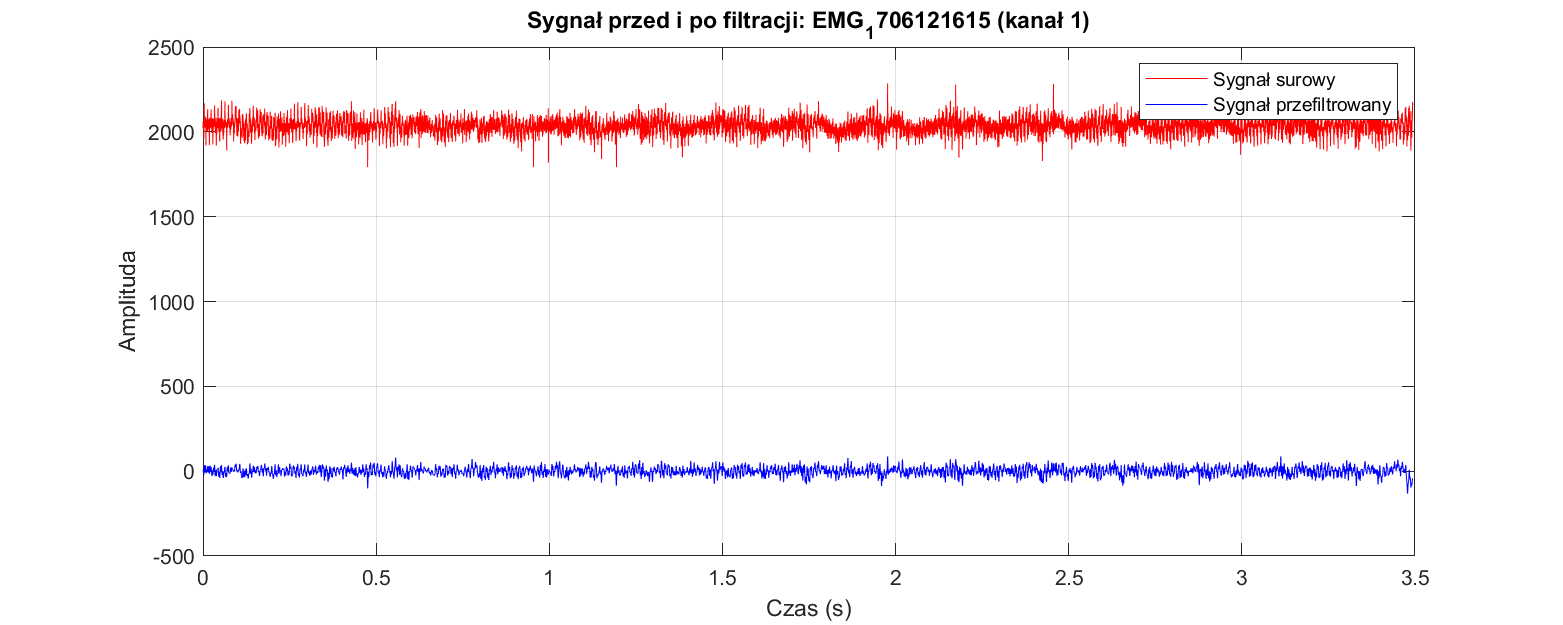 Sygnał przed i po filtracji: EMG₁706121615 (kanał 1)
2500
2000
1500
1000
500
0
-500
Amplituda
Sygnał surowy
Sygnał przefiltrowany
0 0.5 1 1.5 2 2.5 3 3.5
Czas (s)